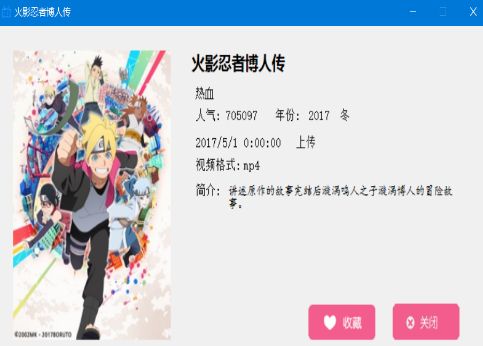 火影忍者博人传
火影忍者博人传
热血
人气: 705097 年份: 2017 冬
2017/5/1 0:00:00 上传
视频格式: mp4
简介: 讲述原作的故事完结后漩涡鸣人之子漩涡博人的冒险故
事。
收藏 关闭